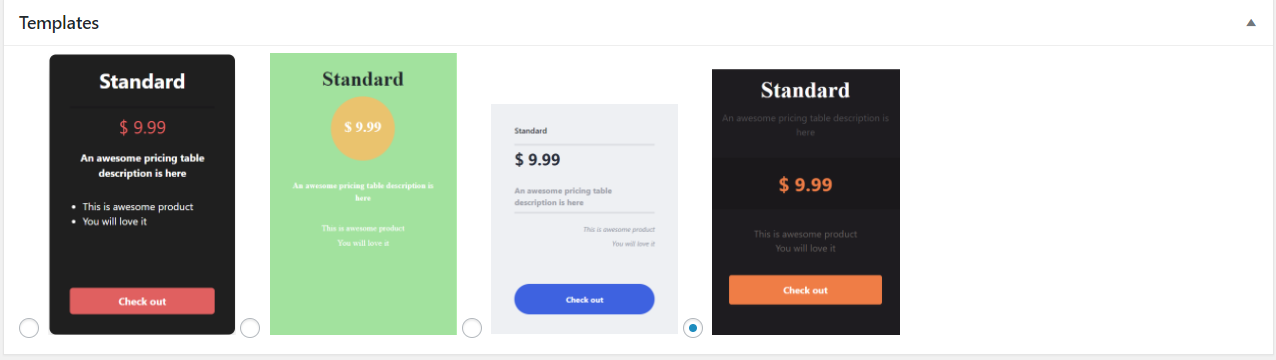 Templates
Standard
$ 9.99
An awesome pricing table
description is here
This is awesome product
You will love it
Check out
Standard
$ 9.99
An awesome pricing table description is
here
This is awesome product
You will love it
Standard
$ 9.99
An awesome pricing table
description is here
This is awesome product
You will love it
Check out
Standard
An awesome pricing table description is
here
$ 9.99
This is awesome product
You will love it
Check out